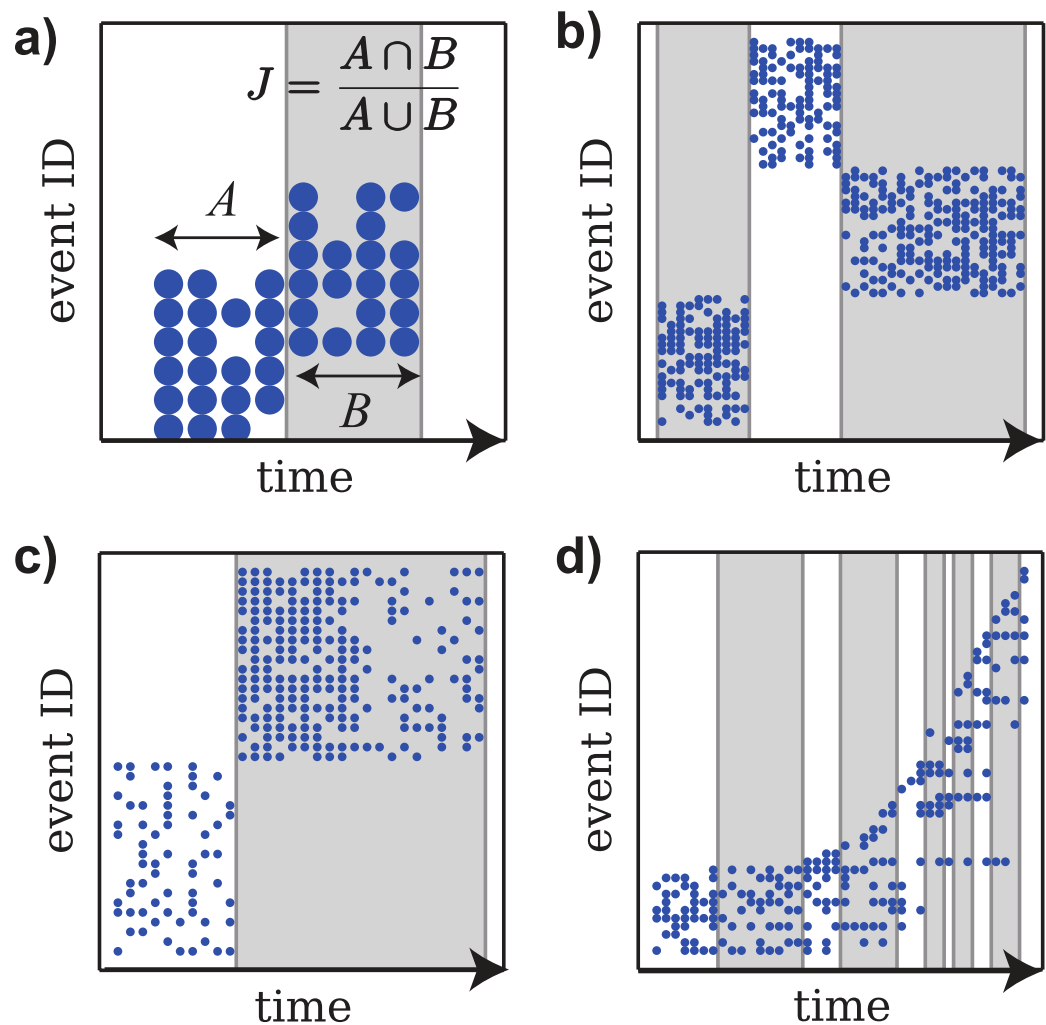 a)
J = A ∩ B / A ∪ B
A
B
event ID
time
b)
event ID
time
c)
event ID
time
d)
event ID
time